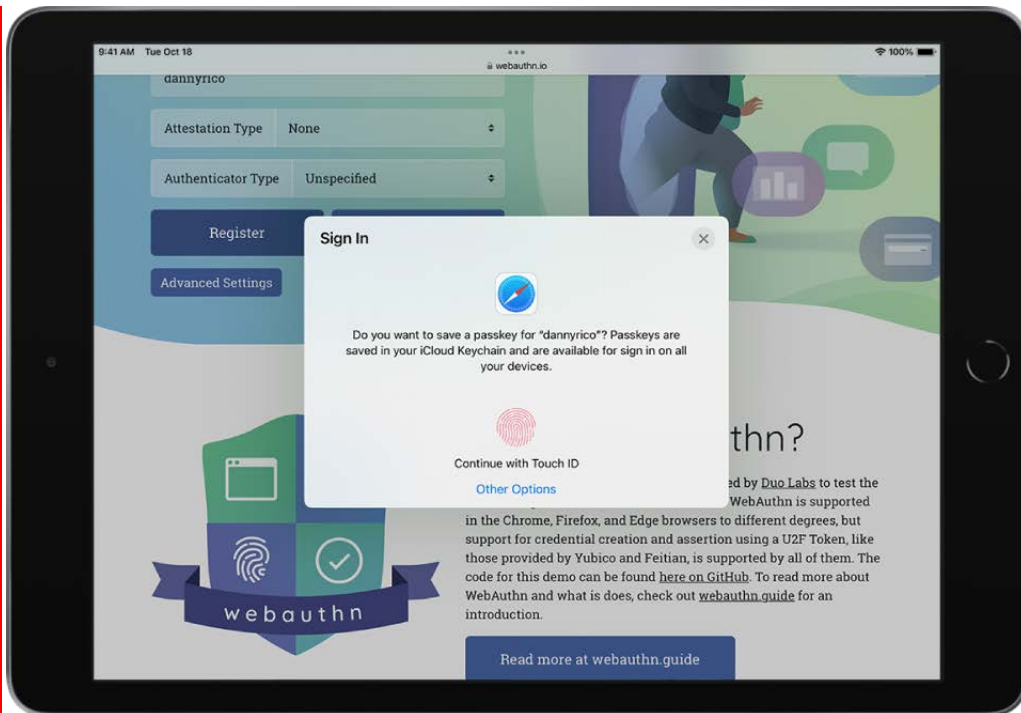 9:41 AM Tue Oct 18
webauthn.io
100%
dannyrico
Attestation Type None
Authenticator Type Unspecified
Register
Advanced Settings
Sign In
Do you want to save a passkey for “dannyrico”? Passkeys are
saved in your iCloud Keychain and are available for sign in on all
your devices.
Continue with Touch ID
Other Options
thn?
ed by Duo Labs to test the
WebAuthn is supported
in the Chrome, Firefox, and Edge browsers to different degrees, but
support for credential creation and assertion using a U2F Token, like
those provided by Yubico and Feitian, is supported by all of them. The
code for this demo can be found here on GitHub. To read more about
WebAuthn and what is does, check out webauthn.guide for an
introduction.
webauthn
Read more at webauthn.guide